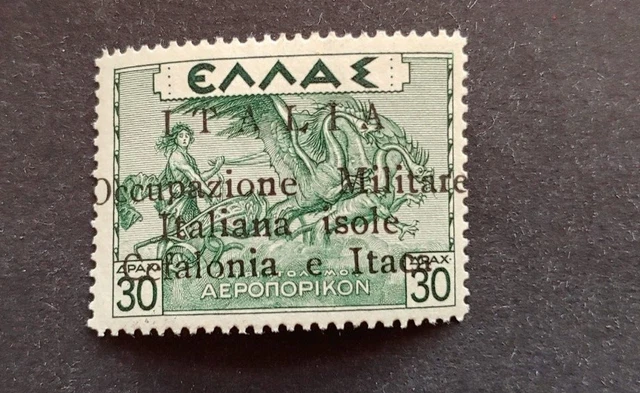 ΕΛΛΑΣ
ITALIA
Occupazione Militare
Italiana isole
Cefalonia e Itaca
ΔΡΑΧ. ΔΡΑΧ.
30 ΑΕΡΟΠΟΡΙΚΟΝ 30